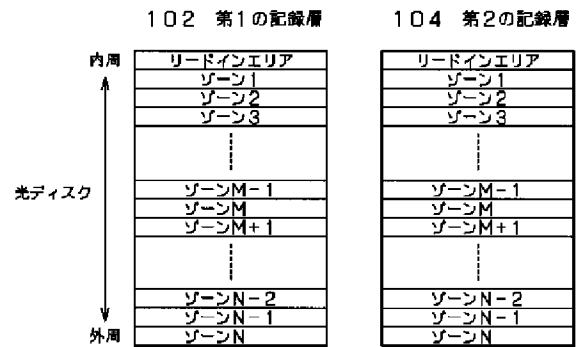 102 第1の記録層
104 第2の記録層
内周
光ディスク
外周
リードインエリア
ゾーン1
ゾーン2
ゾーン3
ゾーンM-1
ゾーンM
ゾーンM+1
ゾーンN-2
ゾーンN-1
ゾーンN
リードインエリア
ゾーン1
ゾーン2
ゾーン3
ゾーンM-1
ゾーンM
ゾーンM+1
ゾーンN-2
ゾーンN-1
ゾーンN